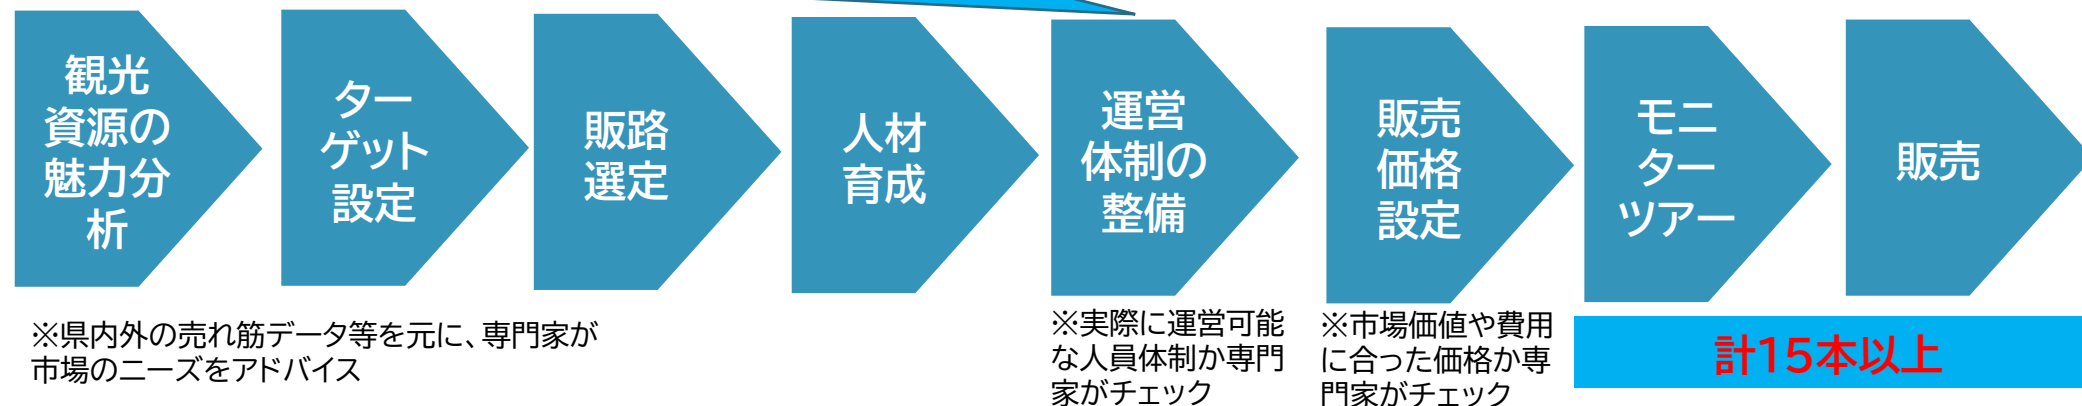 観光
資源の
魅力分
析
ター
ゲット
設定
販路
選定
人材
育成
運営
体制の
整備
販売
価格
設定
モニ
ター
ツアー
販売
※県内外の売れ筋データ等を元に、専門家が
市場のニーズをアドバイス
※実際に運営可能
な人員体制か専門
家がチェック
※市場価値や費用
に合った価格か専
門家がチェック
計15本以上